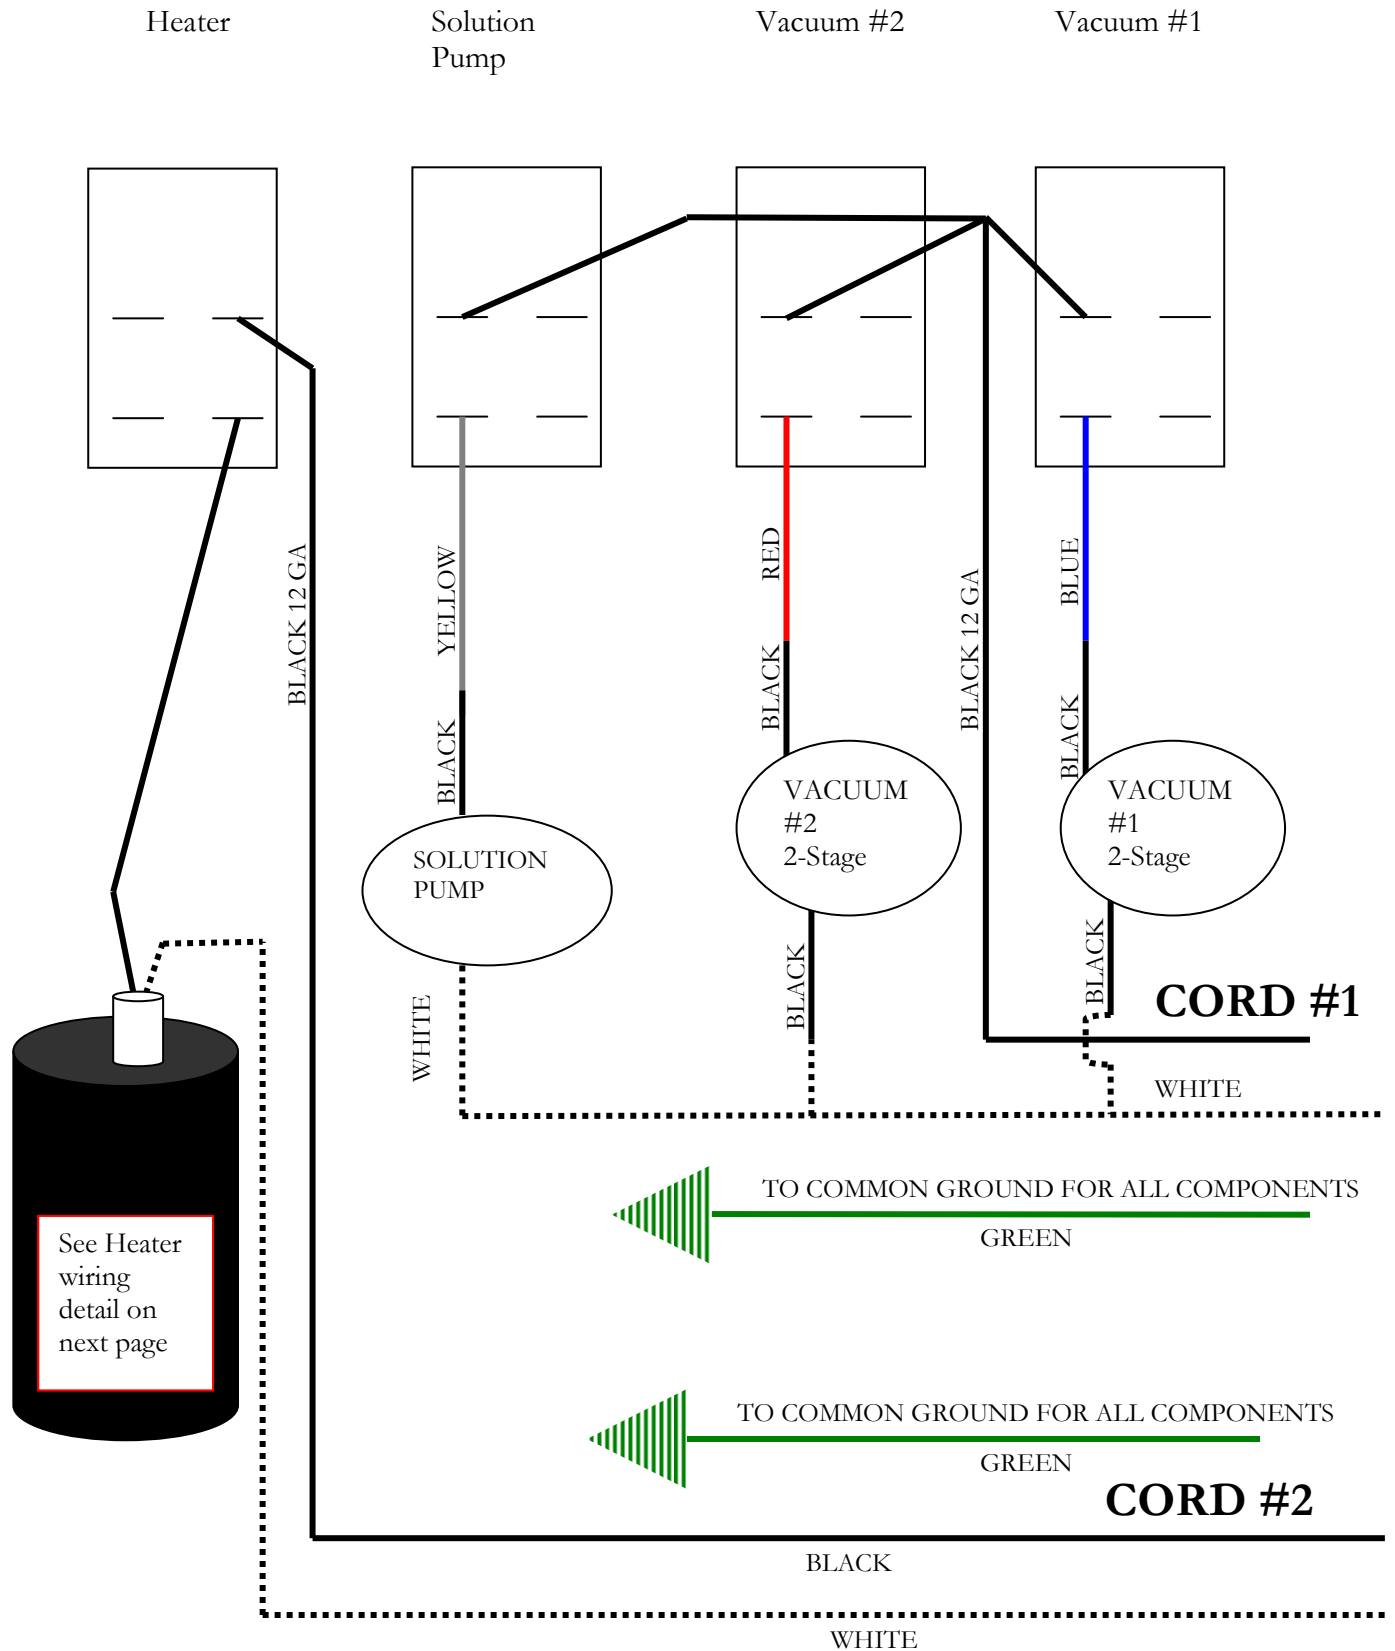 Heater
Solution
Pump
Vacuum #2
Vacuum #1
BLACK 12 GA
YELLOW
BLACK
RED
BLACK
BLACK 12 GA
BLUE
BLACK
SOLUTION
PUMP
VACUUM
#2
2-Stage
VACUUM
#1
2-Stage
WHITE
BLACK
BLACK
CORD #1
WHITE
TO COMMON GROUND FOR ALL COMPONENTS
GREEN
See Heater
wiring
detail on
next page
TO COMMON GROUND FOR ALL COMPONENTS
GREEN
CORD #2
BLACK
WHITE